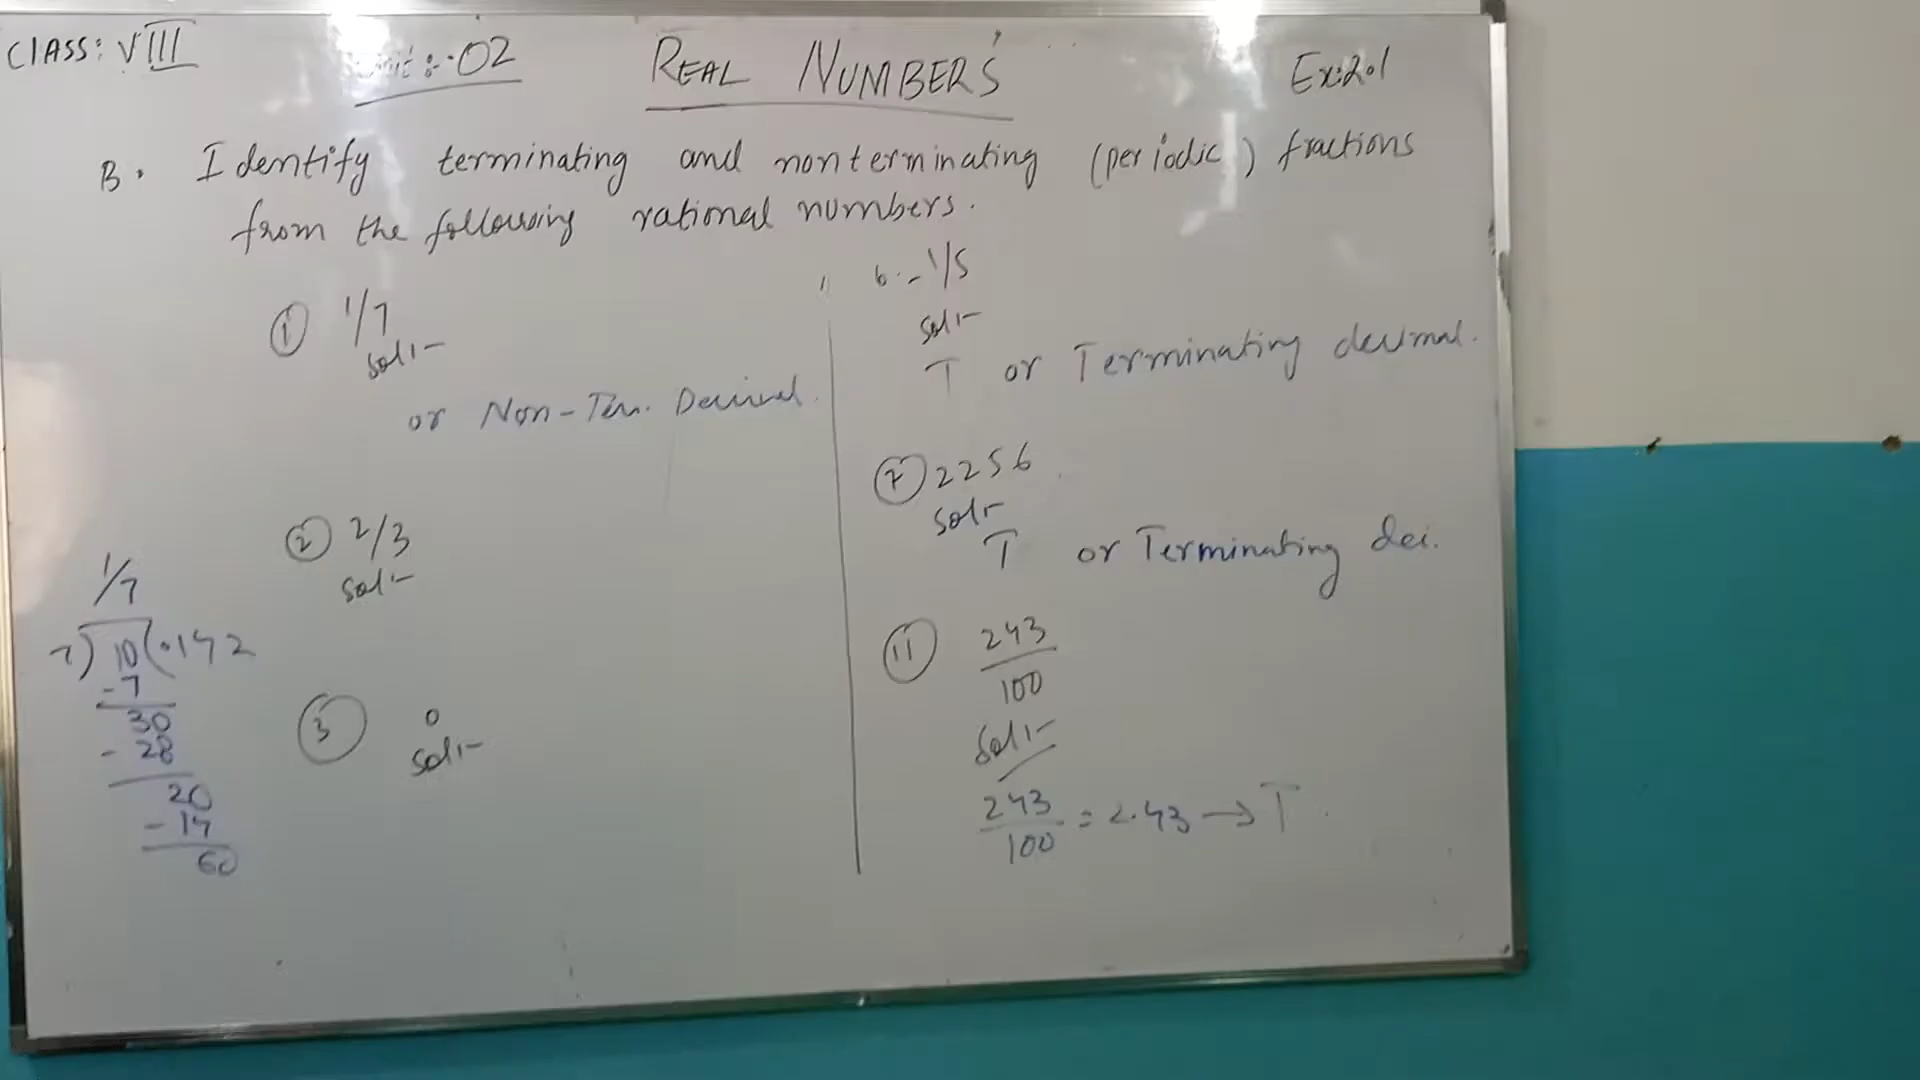 CLASS: VIII
Unit :- 02
REAL NUMBERS
Ex:2.1
B. Identify terminating and nonterminating (periodic) fractions
from the following rational numbers.
① 1/7
sol:-
or Non-Ter. Decimal.
② 2/3
sol:-
③ 0
sol:-
1/7
7) 10 (.142
-7
30
- 28
20
- 14
60
6. - 1/5
sol:-
T or Terminating decimal.
⑦ 2256
sol:-
T or Terminating dei.
⑪ 243
100
Sol:-
243
100 = 2.43 → T